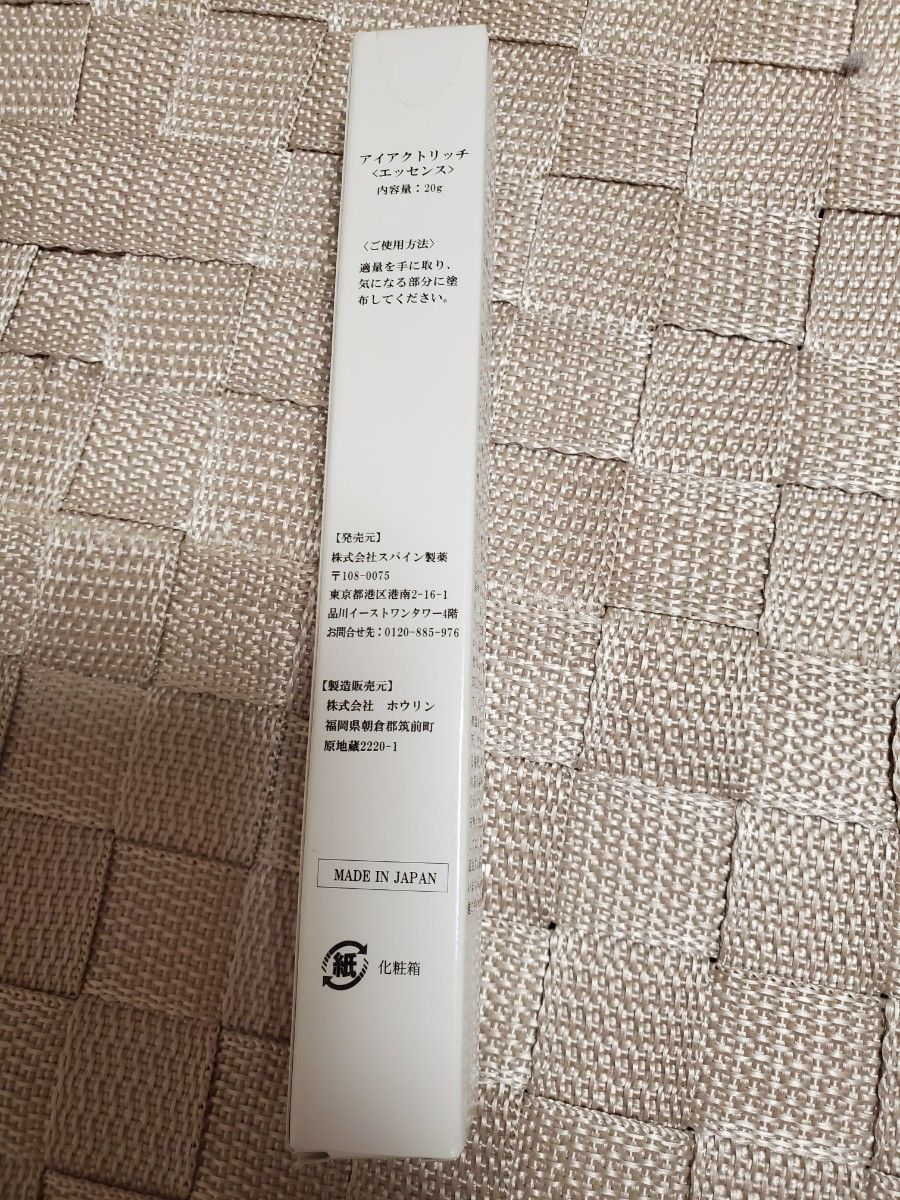 アイアクトリッチ
<エッセンス>
内容量：20g
<ご使用方法>
適量を手に取り、
気になる部分に塗
布してください。
【発売元】
株式会社スパイン製薬
〒108-0075
東京都港区港南2-16-1
品川イーストワンタワー4階
お問合せ先：0120-885-976
【製造販売元】
株式会社　ホウリン
福岡県朝倉郡筑前町
原地蔵2220-1
MADE IN JAPAN
紙
化粧箱